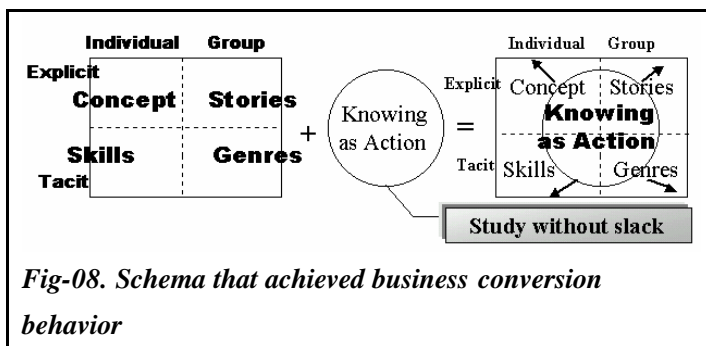 Individual Group
Explicit
Concept Stories
Skills Genres
Tacit
+
Knowing
as Action
=
Individual Group
Explicit
Concept Stories
Knowing
as Action
Tacit Skills Genres
Study without slack
Fig-08. Schema that achieved business conversion
behavior